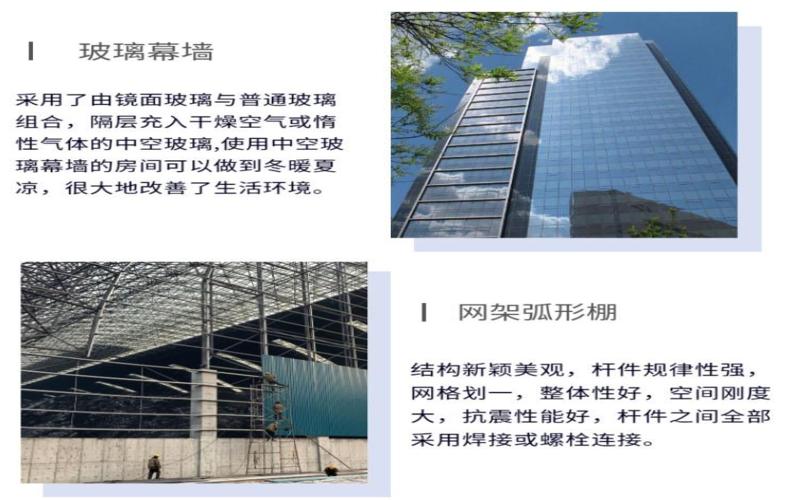 玻璃幕墙
采用了由镜面玻璃与普通玻璃
组合，隔层充入干燥空气或惰
性气体的中空玻璃,使用中空玻
璃幕墙的房间可以做到冬暖夏
凉，很大地改善了生活环境。
网架弧形棚
结构新颖美观，杆件规律性强，
网格划一，整体性好，空间刚度
大，抗震性能好，杆件之间全部
采用焊接或螺栓连接。